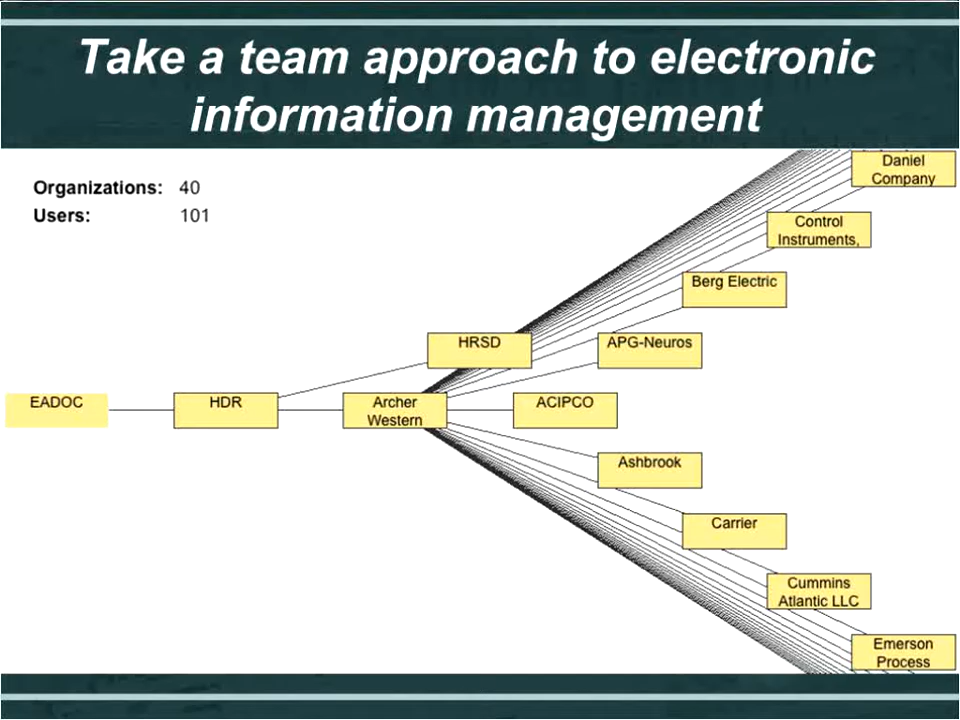 Take a team approach to electronic
information management
Organizations: 40
Users: 101
Daniel
Company
Control
Instruments,
Berg Electric
HRSD
APG-Neuros
EADOC
HDR
Archer
Western
ACIPCO
Ashbrook
Carrier
Cummins
Atlantic LLC
Emerson
Process